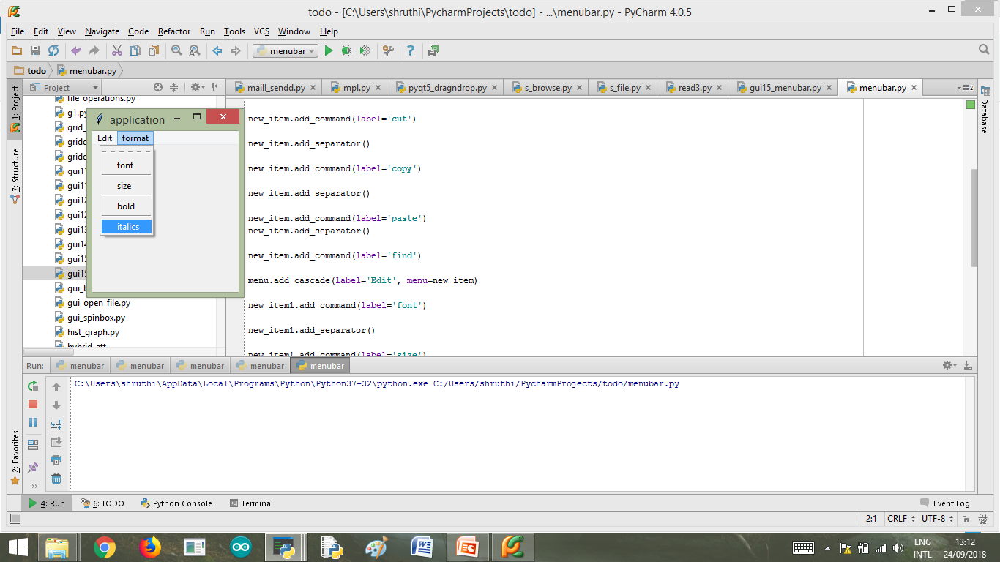 todo - [C:\Users\shruthi\PycharmProjects\todo] - ...\menubar.py - PyCharm 4.0.5
File Edit View Navigate Code Refactor Run Tools VCS Window Help
menubar
todo menubar.py
1: Project
7: Structure
2: Favorites
Project
file_operations.py
g1.py
grid_
gridd
gridd
gui11
gui11
gui12
gui12
gui13
gui14
gui15
gui15
gui_b
gui_open_file.py
gui_spinbox.py
hist_graph.py
hybrid_att
application
Edit format
font
size
bold
italics
maill_sendd.py mpl.py pyqt5_dragndrop.py s_browse.py s_file.py read3.py gui15_menubar.py menubar.py
2
new_item.add_command(label='cut')
new_item.add_separator()
new_item.add_command(label='copy')
new_item.add_separator()
new_item.add_command(label='paste')
new_item.add_separator()
new_item.add_command(label='find')
menu.add_cascade(label='Edit', menu=new_item)
new_item1.add_command(label='font')
new_item1.add_separator()
new_item1.add_command(label='size')
Database
Run: menubar menubar menubar menubar menubar
C:\Users\shruthi\AppData\Local\Programs\Python\Python37-32\python.exe C:/Users/shruthi/PycharmProjects/todo/menubar.py
4: Run 6: TODO Python Console Terminal Event Log
2:1 CRLF UTF-8
ENG 13:12
INTL 24/09/2018